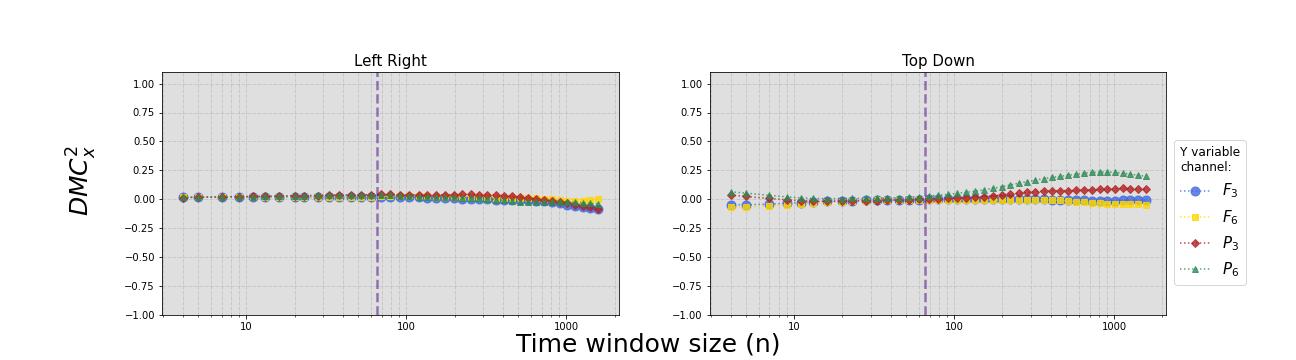 Left Right
Top Down
1.00
0.75
0.50
0.25
0.00
−0.25
−0.50
−0.75
−1.00
10
100
1000
1.00
0.75
0.50
0.25
0.00
−0.25
−0.50
−0.75
−1.00
10
100
1000
DMC²ₓ
Time window size (n)
Y variable
channel:
F₃
F₆
P₃
P₆